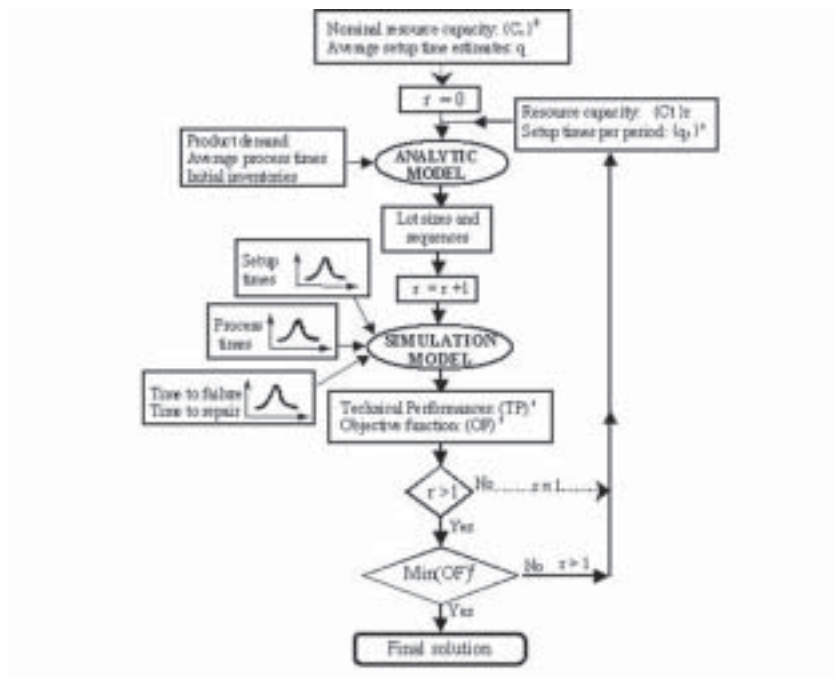 Nominal resource capacity: (C
Average setup time estimates: q
r = 0
Resource capacity: (Ct)r
Setup times per period: (q
Product demand
Average process times
Initial inventories
ANALYTIC
MODEL
Lot sizes and
sequences
Setup
times
r = r+1
Process
times
SIMULATION
MODEL
Time to failure
Time to repair
Technical Performances: (TP)
Objective function: (OF)
r >1
No
r = 1
Yes
Min(OF)
No r > 1
Yes
Final solution